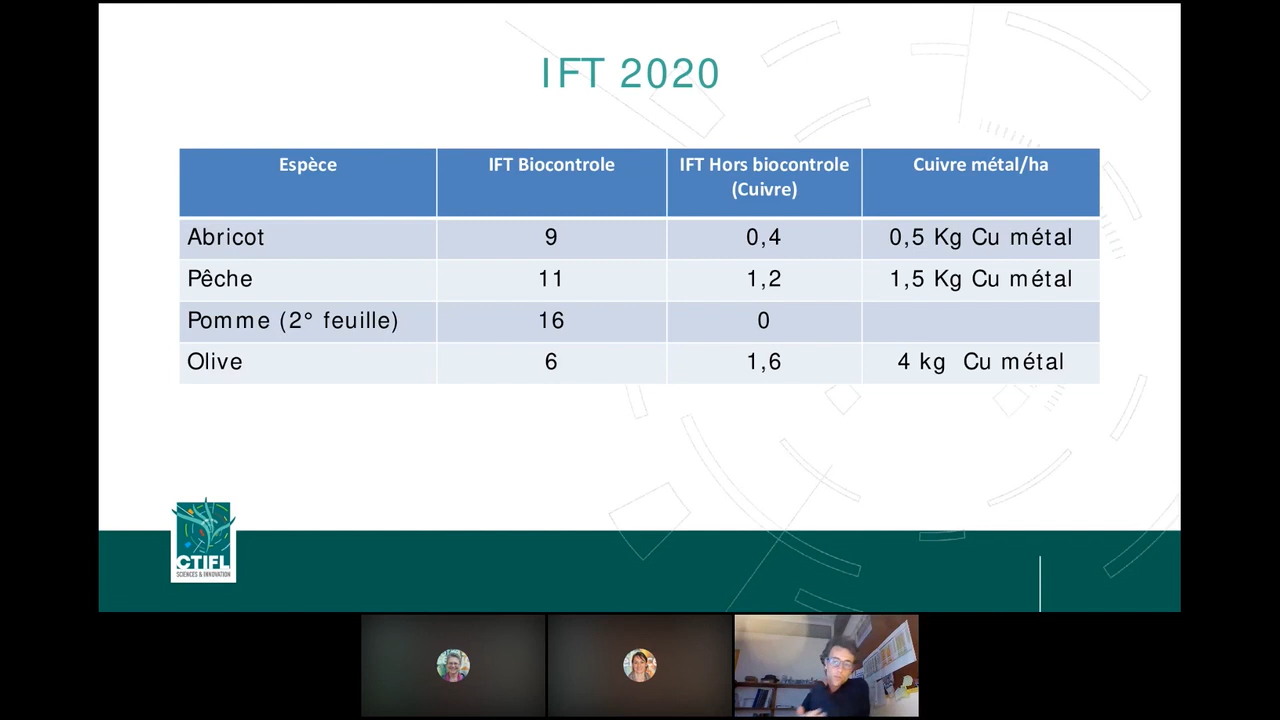 IFT 2020
Espèce IFT Biocontrole IFT Hors biocontrole (Cuivre) Cuivre métal/ha
Abricot 9 0,4 0,5 Kg Cu métal
Pêche 11 1,2 1,5 Kg Cu métal
Pomme (2° feuille) 16 0
Olive 6 1,6 4 kg Cu métal
CTIFL
SCIENCES & INNOVATION